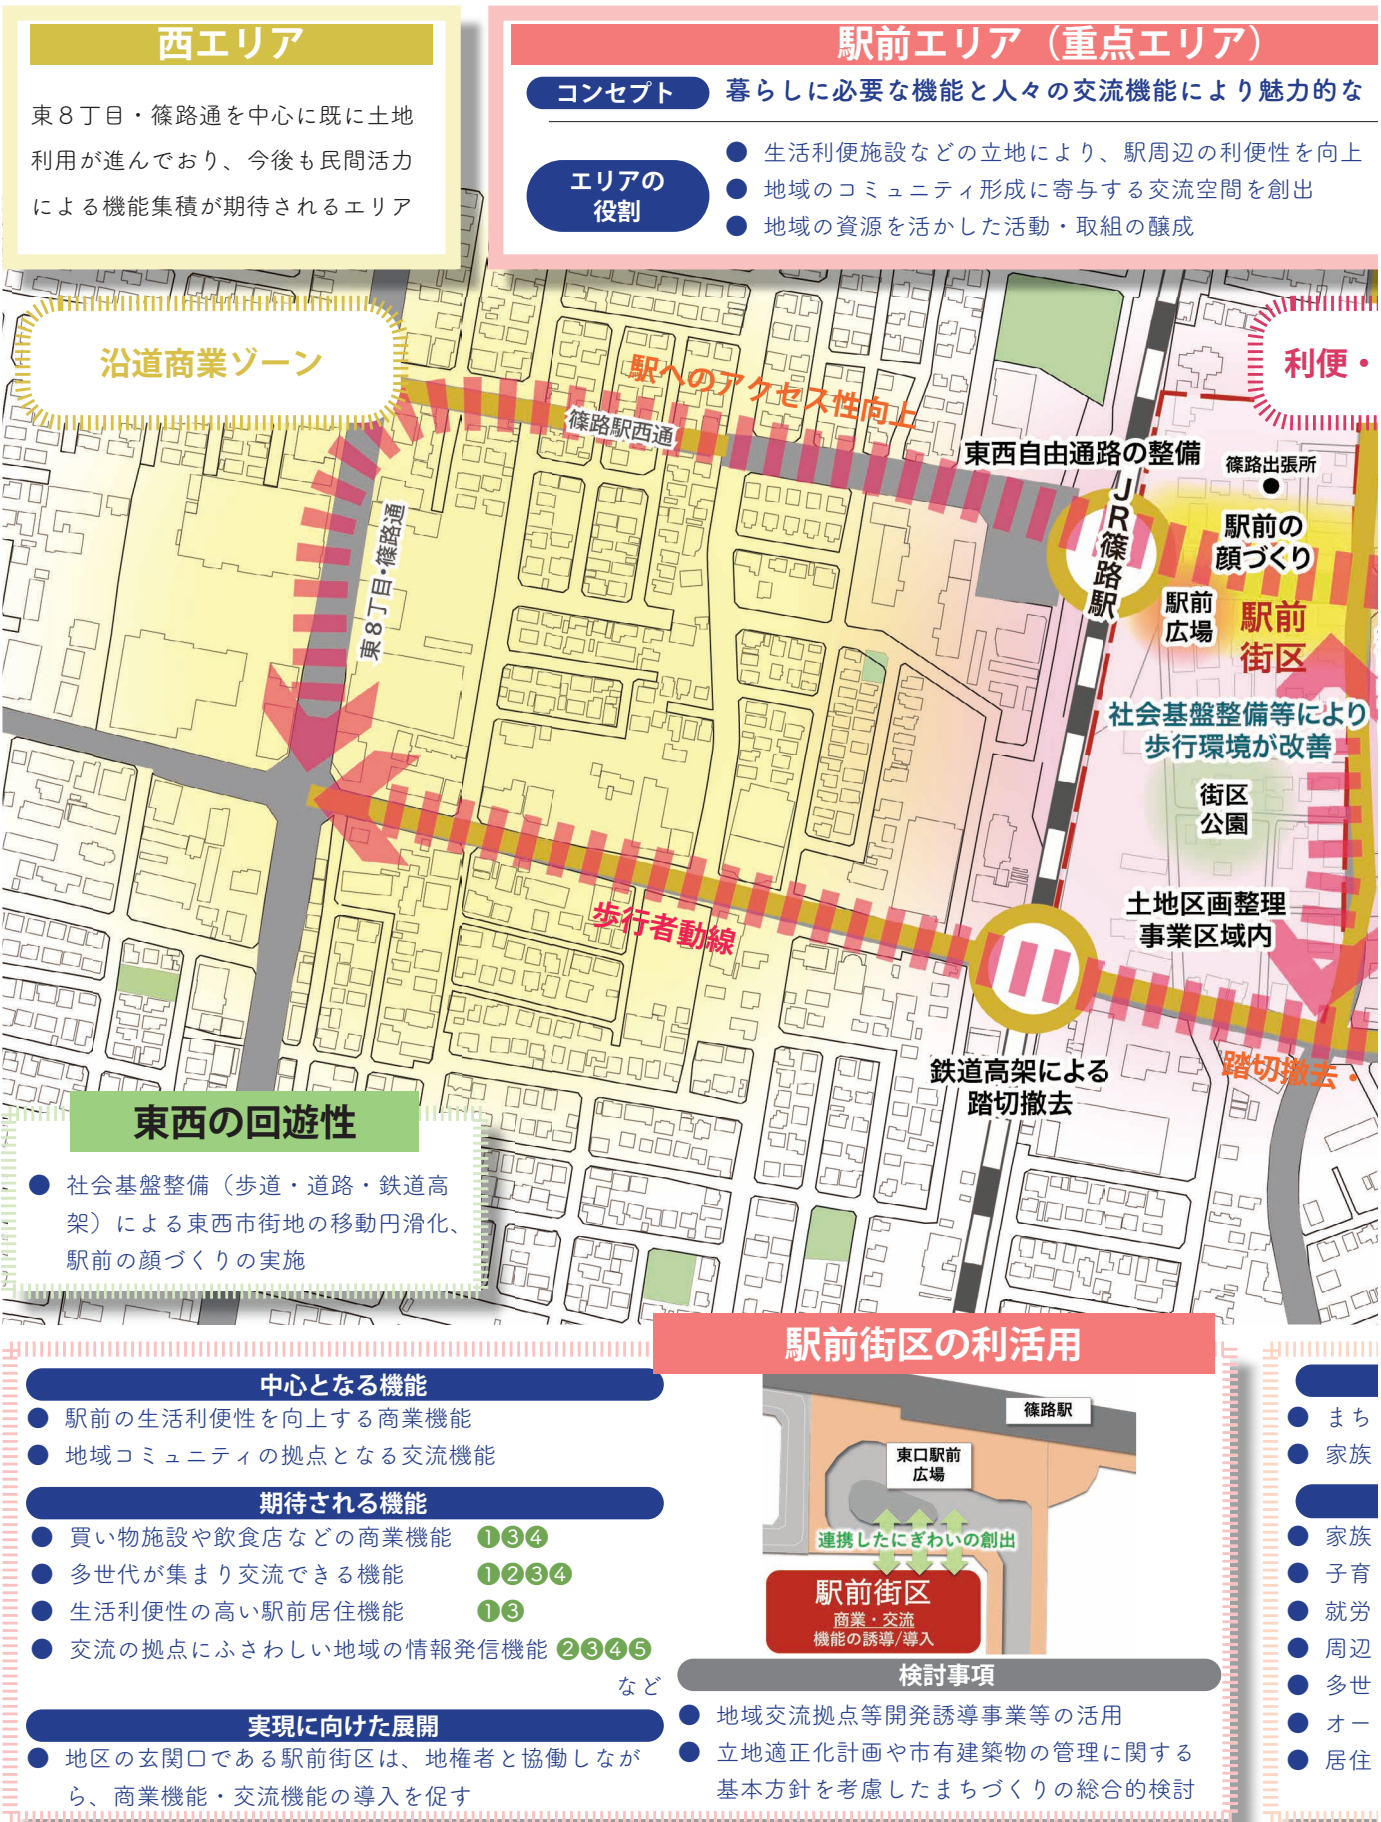 西エリア
東８丁目・篠路通を中心に既に土地
利用が進んでおり、今後も民間活力
による機能集積が期待されるエリア
駅前エリア（重点エリア）
コンセプト
暮らしに必要な機能と人々の交流機能により魅力的な
エリアの
役割
● 生活利便施設などの立地により、駅周辺の利便性を向上
● 地域のコミュニティ形成に寄与する交流空間を創出
● 地域の資源を活かした活動・取組の醸成
沿道商業ゾーン
利便・
駅へのアクセス性向上
篠路駅西通
東８丁目・篠路通
東西自由通路の整備
篠路出張所
ＪＲ篠路駅
駅前の
顔づくり
駅前
広場
駅前
街区
社会基盤整備等により
歩行環境が改善
街区
公園
土地区画整理
事業区域内
歩行者動線
鉄道高架による
踏切撤去
踏切撤去・
東西の回遊性
● 社会基盤整備（歩道・道路・鉄道高
架）による東西市街地の移動円滑化、
駅前の顔づくりの実施
駅前街区の利活用
中心となる機能
● 駅前の生活利便性を向上する商業機能
● 地域コミュニティの拠点となる交流機能
期待される機能
● 買い物施設や飲食店などの商業機能 ❶❸❹
● 多世代が集まり交流できる機能 ❶❷❸❹
● 生活利便性の高い駅前居住機能 ❶❸
● 交流の拠点にふさわしい地域の情報発信機能 ❷❸❹❺
など
実現に向けた展開
● 地区の玄関口である駅前街区は、地権者と協働しなが
ら、商業機能・交流機能の導入を促す
篠路駅
東口駅前
広場
連携したにぎわいの創出
駅前街区
商業・交流
機能の誘導/導入
検討事項
● 地域交流拠点等開発誘導事業等の活用
● 立地適正化計画や市有建築物の管理に関する
基本方針を考慮したまちづくりの総合的検討
● まち
● 家族
● 家族
● 子育
● 就労
● 周辺
● 多世
● オー
● 居住